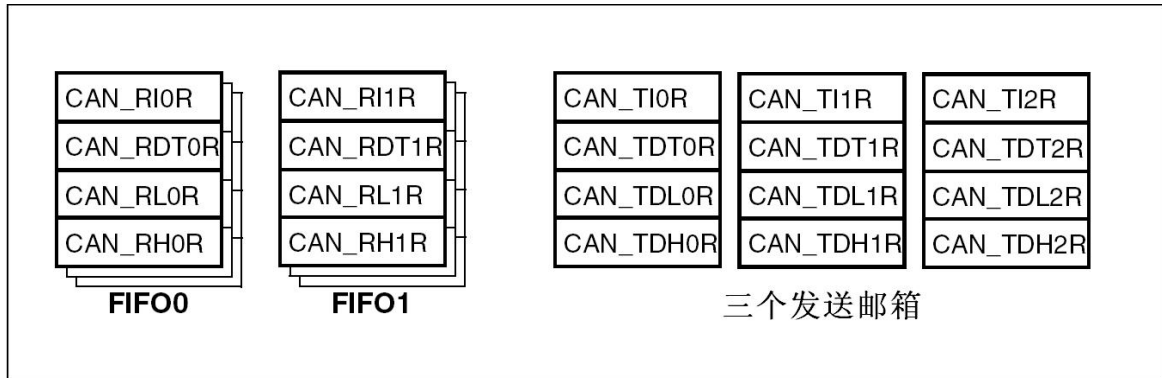 CAN_RI0R
CAN_RDT0R
CAN_RL0R
CAN_RH0R
FIFO0
CAN_RI1R
CAN_RDT1R
CAN_RL1R
CAN_RH1R
FIFO1
CAN_TI0R
CAN_TDT0R
CAN_TDL0R
CAN_TDH0R
CAN_TI1R
CAN_TDT1R
CAN_TDL1R
CAN_TDH1R
CAN_TI2R
CAN_TDT2R
CAN_TDL2R
CAN_TDH2R
三个发送邮箱